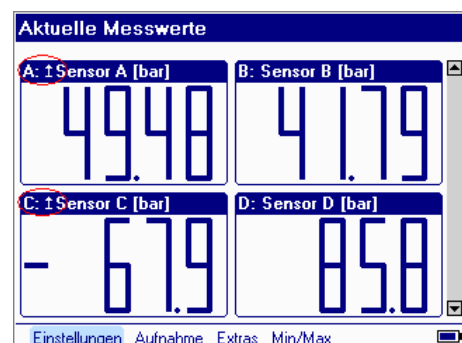 Aktuelle Messwerte
A: ↥Sensor A [bar]
49.48
B: Sensor B [bar]
41.79
C: ↥Sensor C [bar]
- 67.9
D: Sensor D [bar]
85.8
Einstellungen Aufnahme Extras Min/Max